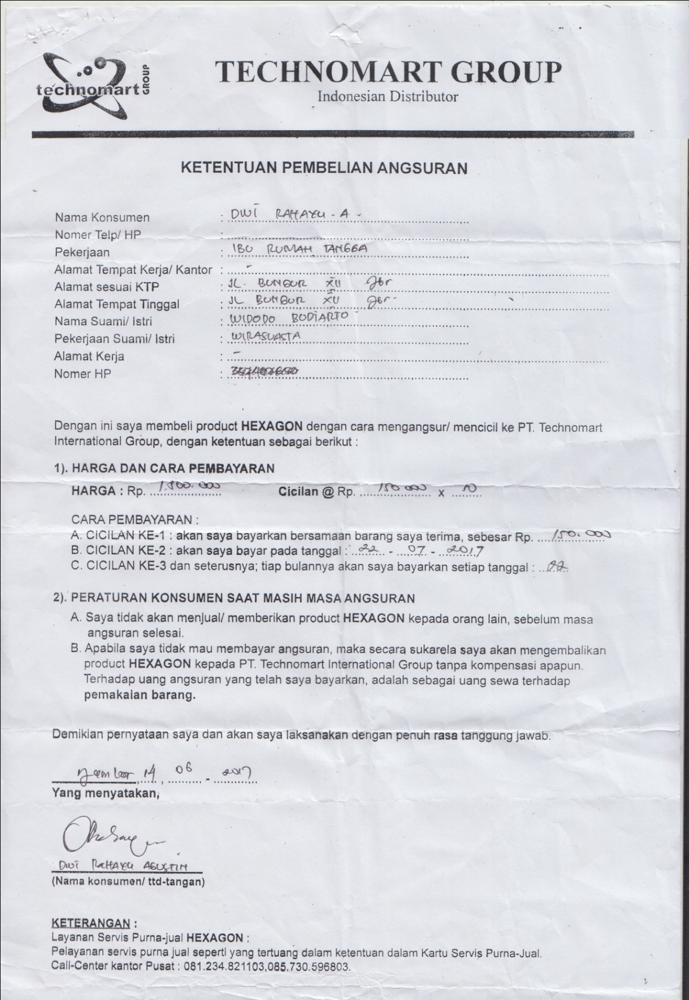 technomart GROUP
TECHNOMART GROUP
Indonesian Distributor
KETENTUAN PEMBELIAN ANGSURAN
Nama Konsumen : DWI RAHAYU - A -
Nomer Telp/ HP :
Pekerjaan : IBU RUMAH TANGGA
Alamat Tempat Kerja/ Kantor : -
Alamat sesuai KTP : JL. BUNGUR XII Jbr
Alamat Tempat Tinggal : JL BUNGUR XII Jbr-
Nama Suami/ Istri : WIDODO BUDIARTO
Pekerjaan Suami/ Istri : WIRASUASTA
Alamat Kerja : -
Nomer HP :
Dengan ini saya membeli product HEXAGON dengan cara mengangsur/ mencicil ke PT. Technomart
International Group, dengan ketentuan sebagai berikut :
1). HARGA DAN CARA PEMBAYARAN
HARGA : Rp. 1.500.000 Cicilan @ Rp. 150 000 x 10
CARA PEMBAYARAN :
A. CICILAN KE-1 : akan saya bayarkan bersamaan barang saya terima, sebesar Rp. 150.000
B. CICILAN KE-2 : akan saya bayar pada tanggal : 22 - 07 - 2017
C. CICILAN KE-3 dan seterusnya; tiap bulannya akan saya bayarkan setiap tanggal : 22
2). PERATURAN KONSUMEN SAAT MASIH MASA ANGSURAN
A. Saya tidak akan menjual/ memberikan product HEXAGON kepada orang lain, sebelum masa
angsuran selesai.
B. Apabila saya tidak mau membayar angsuran, maka secara sukarela saya akan mengembalikan
product HEXAGON kepada PT. Technomart International Group tanpa kompensasi apapun.
Terhadap uang angsuran yang telah saya bayarkan, adalah sebagai uang sewa terhadap
pemakaian barang.
Demikian pernyataan saya dan akan saya laksanakan dengan penuh rasa tanggung jawab.
Jember, 14, 06 - 2017
Yang menyatakan,
DWI RAHAYU AGUSTIN
(Nama konsumen/ ttd-tangan)
KETERANGAN :
Layanan Servis Purna-jual HEXAGON :
Pelayanan servis purna jual seperti yang tertuang dalam ketentuan dalam Kartu Servis Purna-Jual.
Call-Center kantor Pusat : 081.234.821103,085.730.596803.